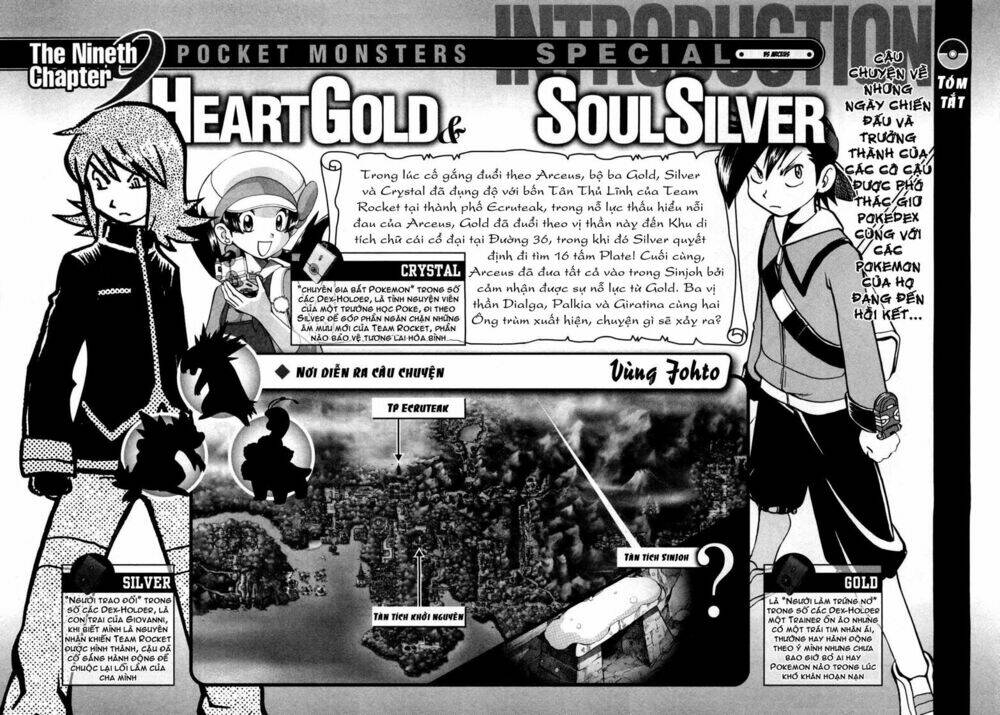 INTRODUCTION
The Nineth
Chapter 9
POCKET MONSTERS SPECIAL
VS ARCEUS
HEARTGOLD & SOULSILVER
TÓM
TẮT
CÂU
CHUYỆN VỀ
NHỮNG
NGÀY CHIẾN
ĐẤU VÀ
TRƯỞNG
THÀNH CỦA
CÁC CÔ CẬU
ĐƯỢC PHÓ
THÁC GIỮ
POKÉDEX
CÙNG VỚI
CÁC
POKEMON
CỦA HỌ
ĐANG ĐẾN
HỒI KẾT...
Trong lúc cố gắng đuổi theo Arceus, bộ ba Gold, Silver
và Crystal đã đụng độ với bốn Tân Thủ Lĩnh của Team
Rocket tại thành phố Ecruteak, trong nỗ lực thấu hiểu nỗi
đau của Arceus, Gold đã đuổi theo vị thần này đến Khu di
tích chữ cái cổ đại tại Đường 36, trong khi đó Silver quyết
định đi tìm 16 tấm Plate! Cuối cùng,
Arceus đã đưa tất cả vào trong Sinjoh bởi
cảm nhận được sự nỗ lực từ Gold. Ba vị
thần Dialga, Palkia và Giratina cùng hai
Ông trùm xuất hiện, chuyện gì sẽ xảy ra?
CRYSTAL
"CHUYÊN GIA BẮT POKEMON" TRONG SỐ
CÁC DEX-HOLDER, LÀ TÌNH NGUYỆN VIÊN
CỦA MỘT TRƯỜNG HỌC POKE, ĐI THEO
SILVER ĐỂ GÓP PHẦN NGĂN CHẶN NHỮNG
ÂM MƯU MỚI CỦA TEAM ROCKET, PHẦN
NÀO BẢO VỆ TƯƠNG LAI HÒA BÌNH
NƠI DIỄN RA CÂU CHUYỆN
Vùng Johto
TP ECRUTEAK
TÀN TÍCH SINJOH
?
TÀN TÍCH KHỞI NGUYÊN
SILVER
"NGƯỜI TRAO ĐỔI" TRONG
SỐ CÁC DEX-HOLDER, LÀ
CON TRAI CỦA GIOVANNI,
KHI BIẾT MÌNH LÀ NGUYÊN
NHÂN KHIẾN TEAM ROCKET
ĐƯỢC HÌNH THÀNH, CẬU ĐÃ
CỐ GẮNG HÀNH ĐỘNG ĐỂ
CHUỘC LẠI LỖI LẦM CỦA
CHA MÌNH
GOLD
LÀ "NGƯỜI LÀM TRỨNG NỞ"
TRONG SỐ CÁC DEX-HOLDER
MỘT TRAINER ỒN ÀO NHƯNG
CÓ MỘT TRÁI TIM NHÂN ÁI,
THƯỜNG HAY HÀNH ĐỘNG
THEO Ý MÌNH NHƯNG CHƯA
BAO GIỜ BỎ AI HAY
POKEMON NÀO TRONG LÚC
KHÓ KHĂN HOẠN NẠN